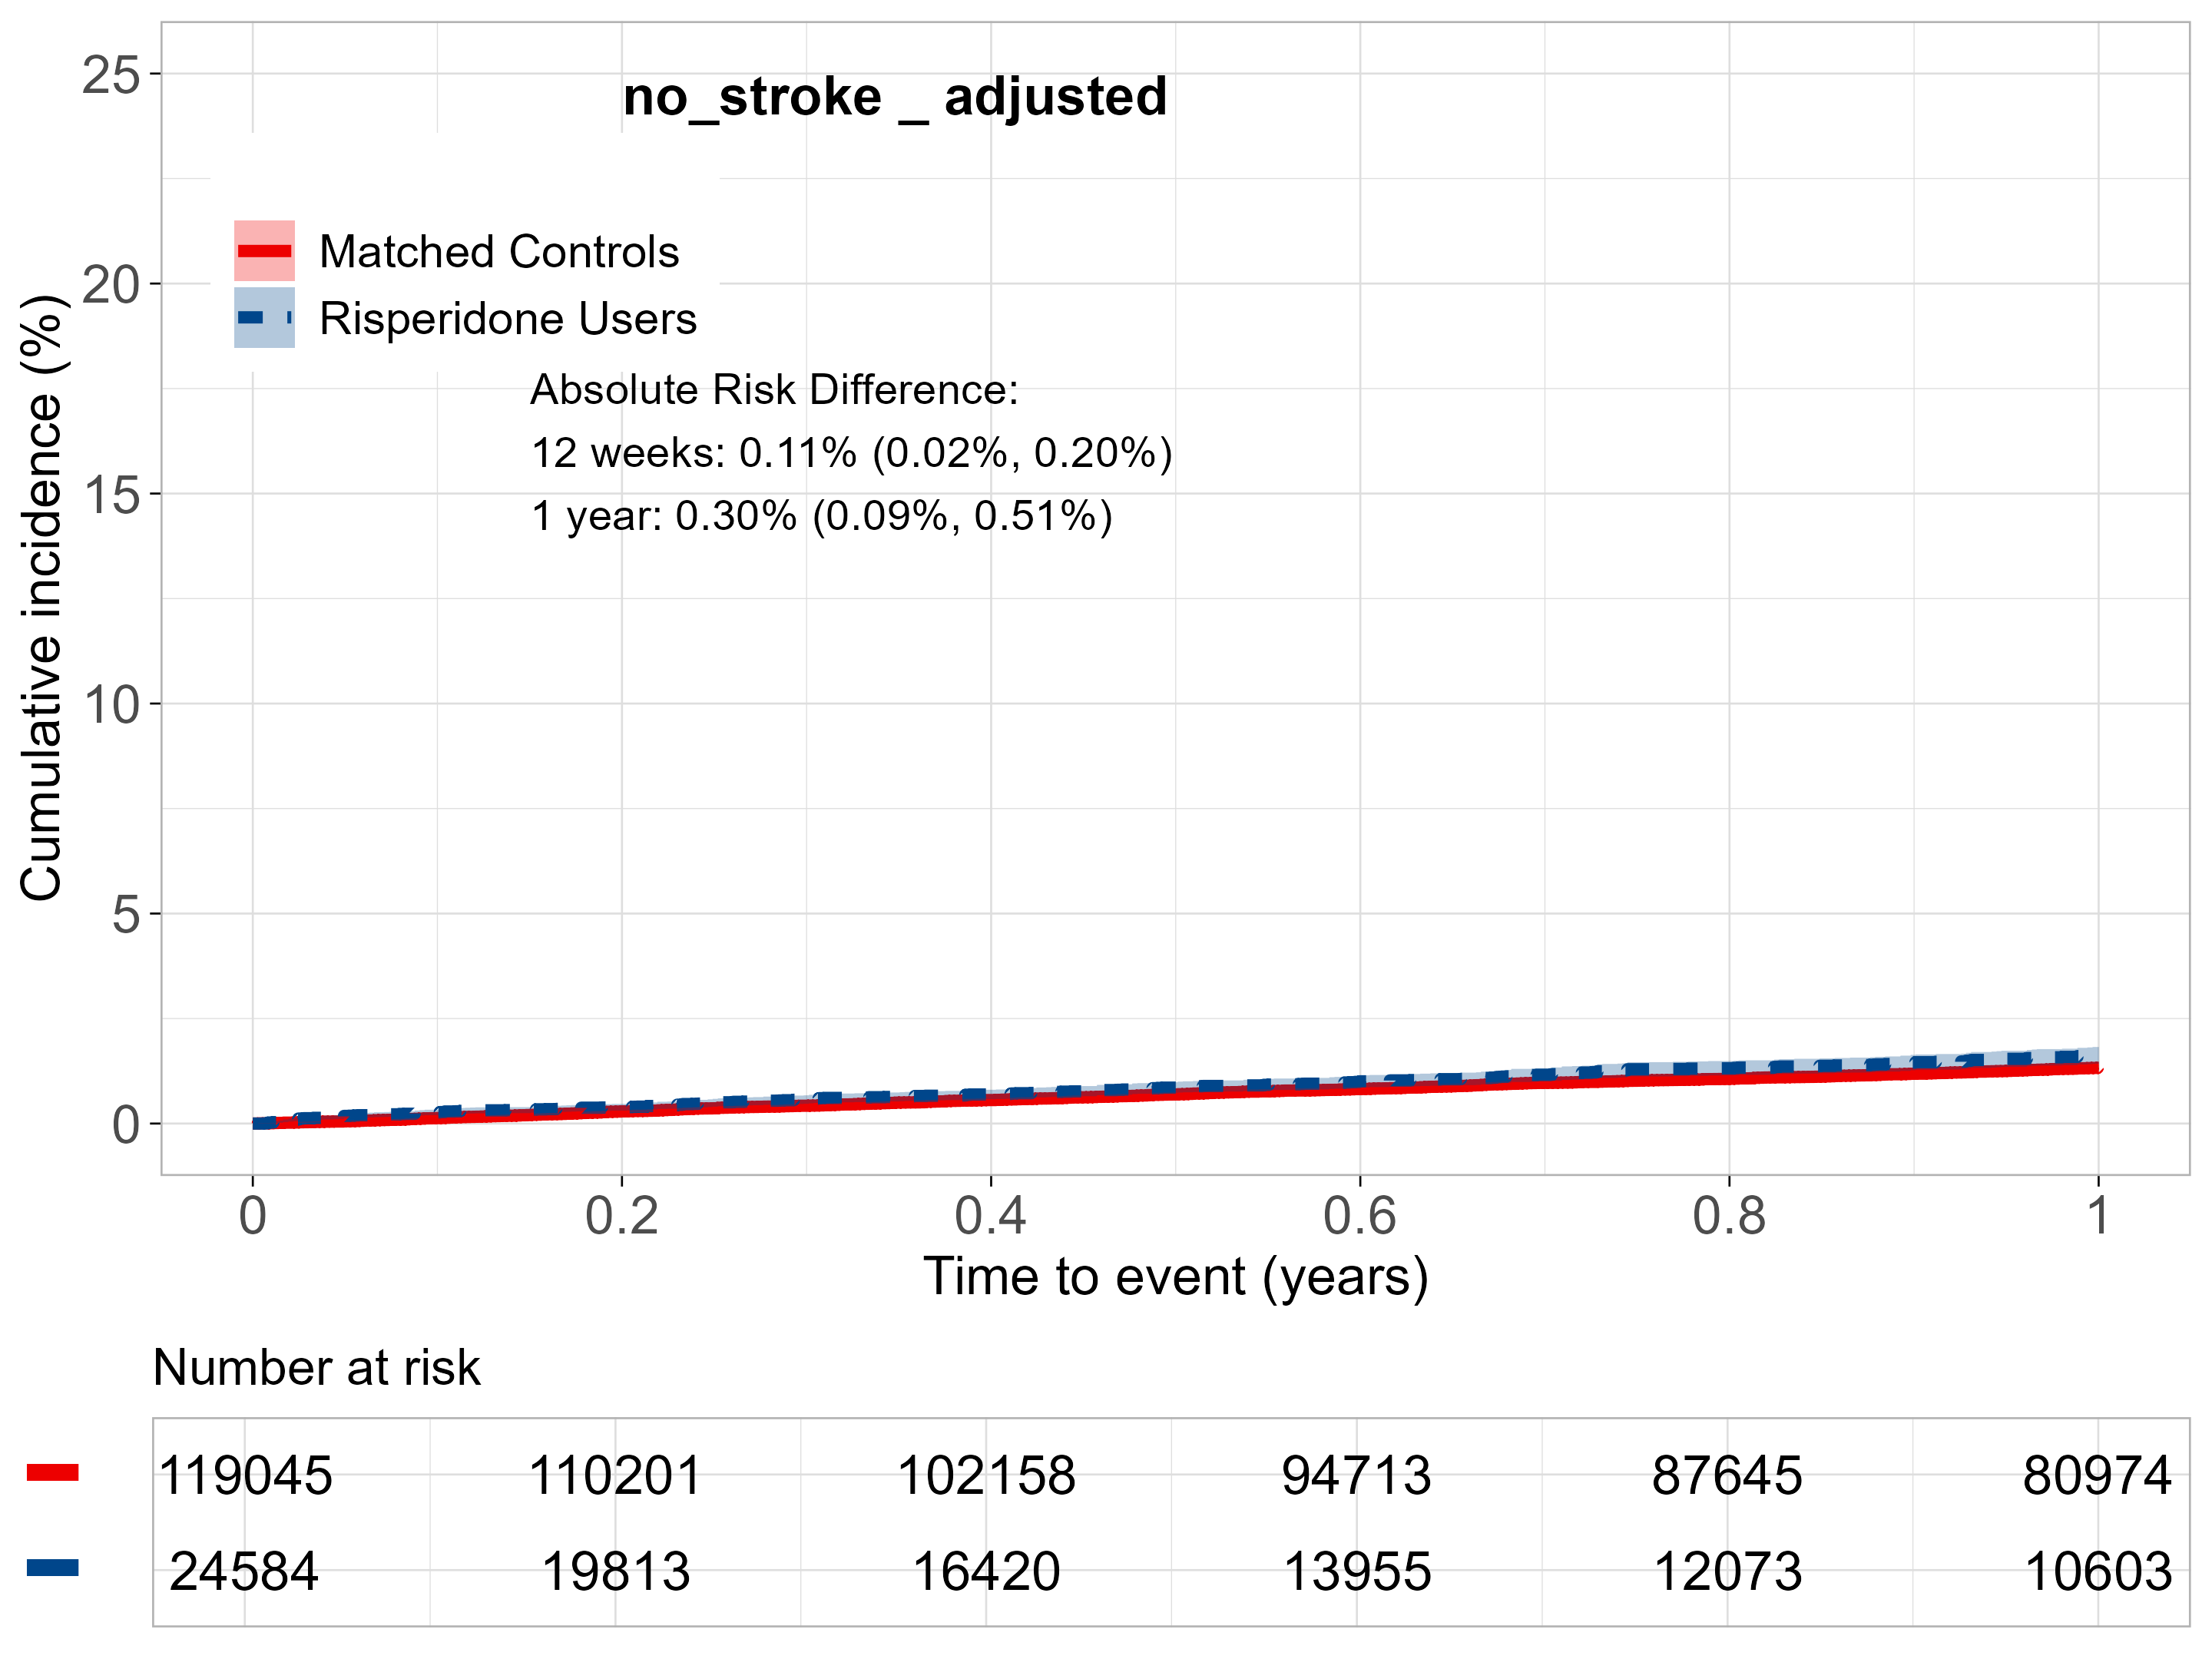 no_stroke _ adjusted
Matched Controls
Risperidone Users
Absolute Risk Difference:
12 weeks: 0.11% (0.02%, 0.20%)
1 year: 0.30% (0.09%, 0.51%)
Cumulative incidence (%)
25
20
15
10
5
0
0 0.2 0.4 0.6 0.8 1
Time to event (years)
Number at risk
119045 110201 102158 94713 87645 80974
24584 19813 16420 13955 12073 10603